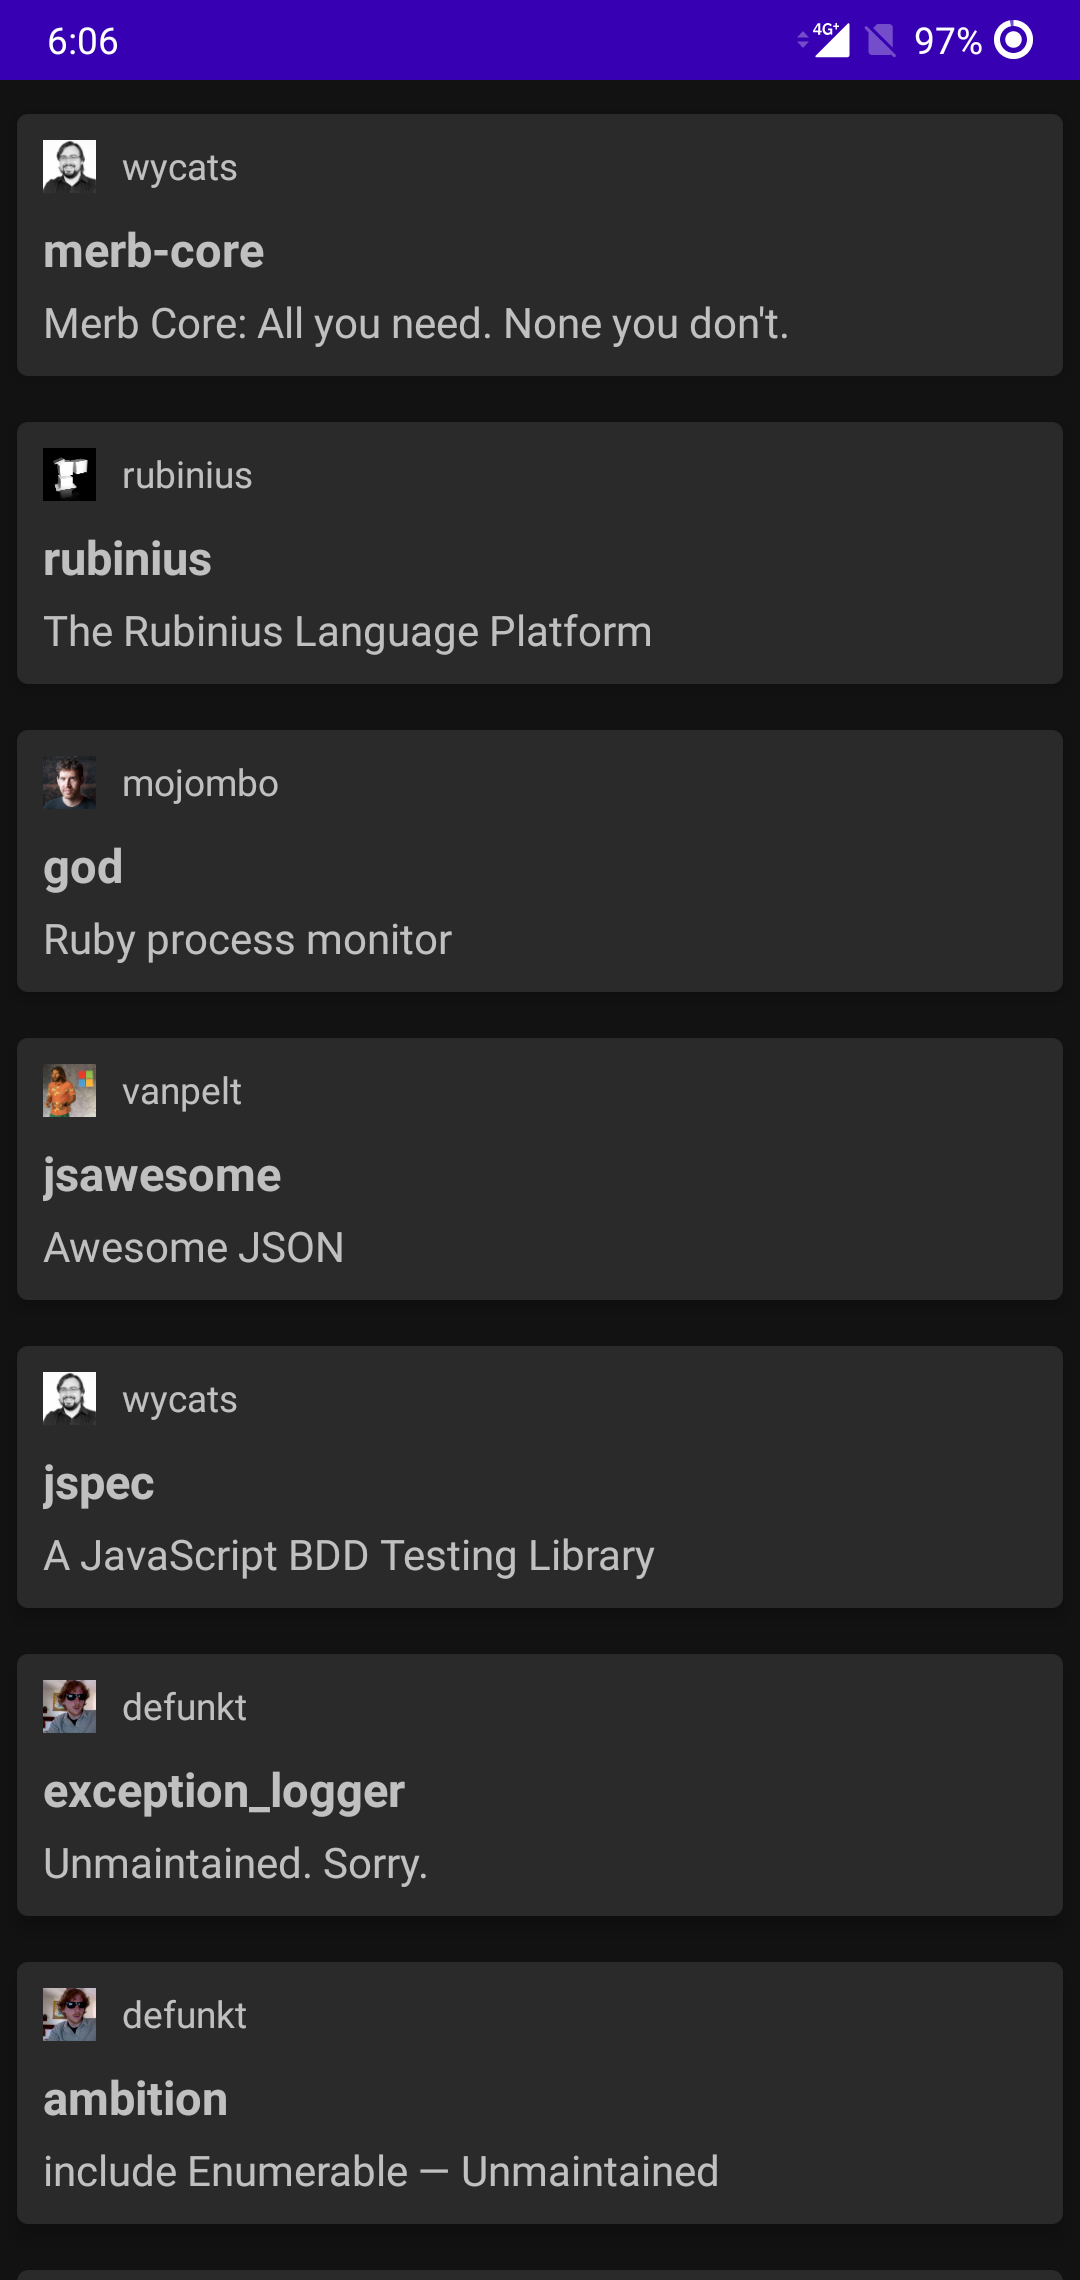 6:06 4G+ 97%
wycats
merb-core
Merb Core: All you need. None you don't.
rubinius
rubinius
The Rubinius Language Platform
mojombo
god
Ruby process monitor
vanpelt
jsawesome
Awesome JSON
wycats
jspec
A JavaScript BDD Testing Library
defunkt
exception_logger
Unmaintained. Sorry.
defunkt
ambition
include Enumerable — Unmaintained